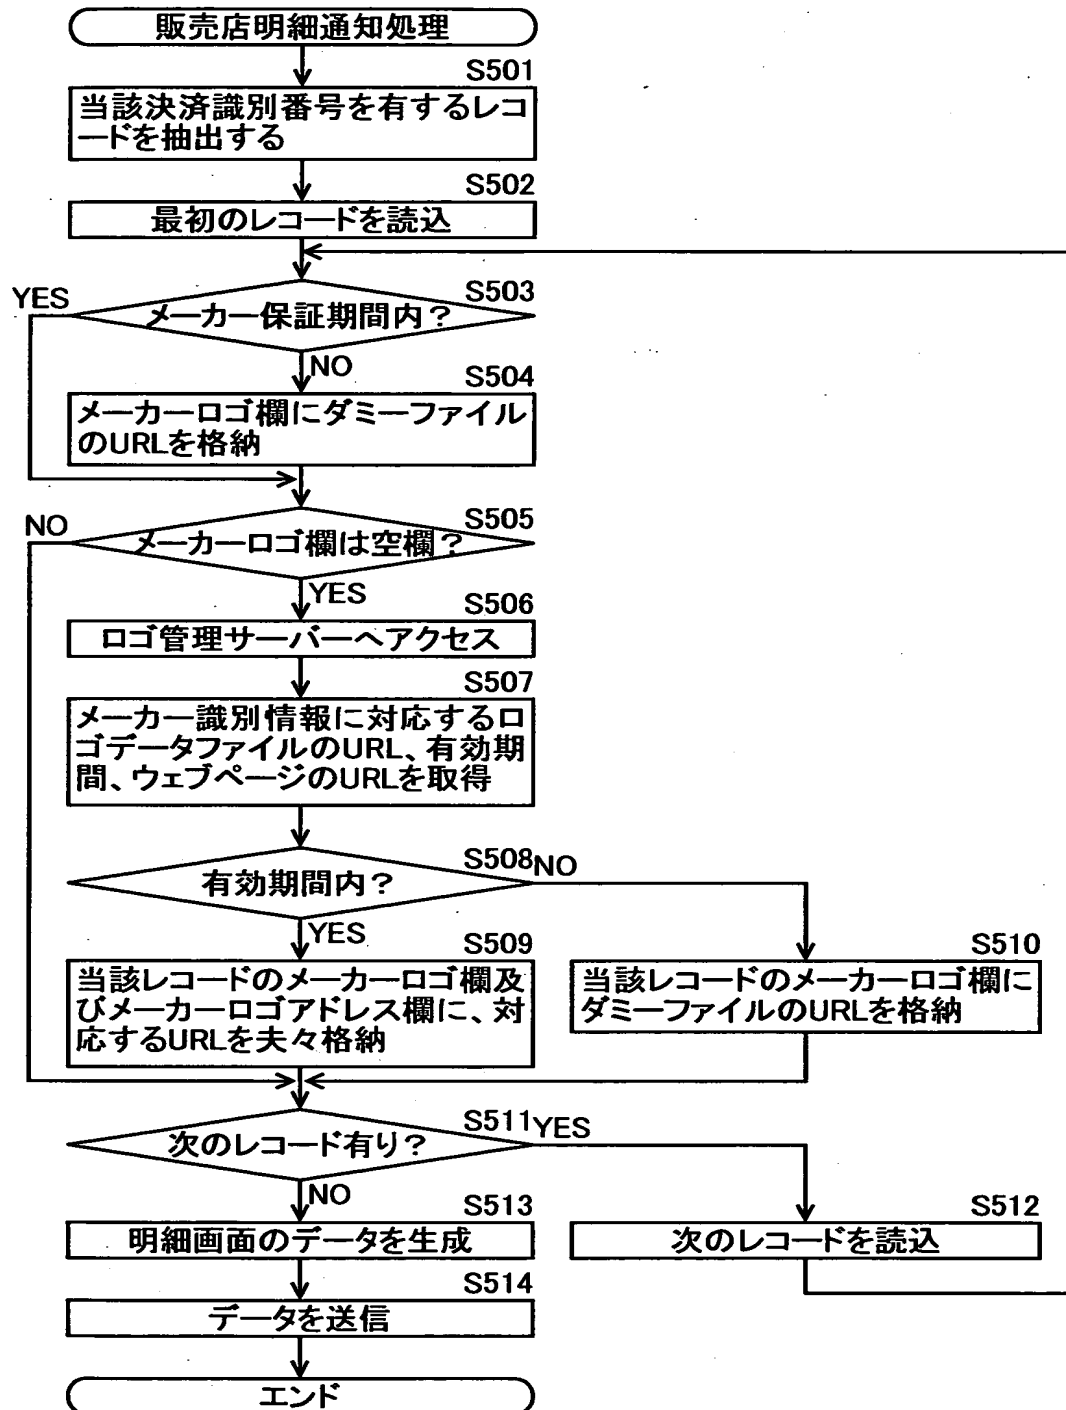 販売店明細通知処理
S501
当該決済識別番号を有するレコ
ードを抽出する
S502
最初のレコードを読込
S503
YES
メーカー保証期間内?
NO
S504
メーカーロゴ欄にダミーファイル
のURLを格納
S505
NO
メーカーロゴ欄は空欄?
YES
S506
ロゴ管理サーバーへアクセス
S507
メーカー識別情報に対応するロ
ゴデータファイルのURL、有効期
間、ウェブページのURLを取得
S508
NO
有効期間内?
YES
S509
当該レコードのメーカーロゴ欄及
びメーカーロゴアドレス欄に、対
応するURLを夫々格納
S510
当該レコードのメーカーロゴ欄に
ダミーファイルのURLを格納
S511
YES
次のレコード有り?
NO
S513
明細画面のデータを生成
S512
次のレコードを読込
S514
データを送信
エンド